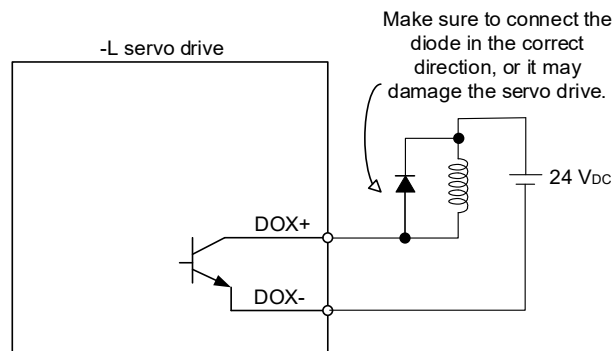 Make sure to connect the
diode in the correct
direction, or it may
damage the servo drive.
-L servo drive
24 VDC
DOX+
DOX-